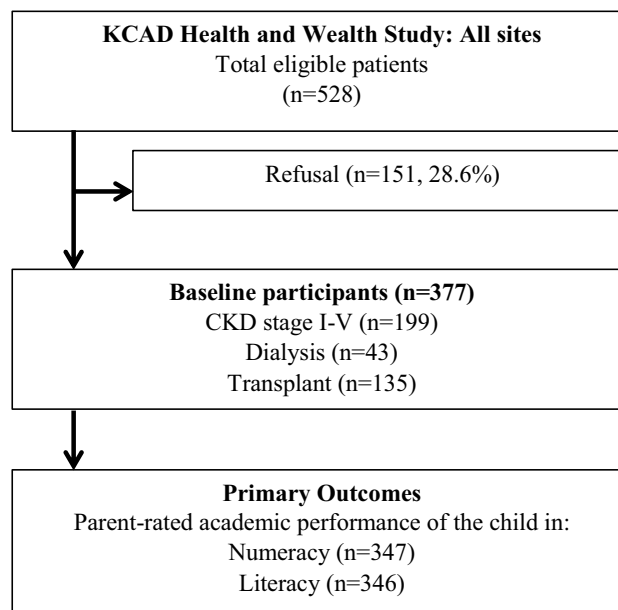 KCAD Health and Wealth Study: All sites
Total eligible patients
(n=528)
Refusal (n=151, 28.6%)
Baseline participants (n=377)
CKD stage I-V (n=199)
Dialysis (n=43)
Transplant (n=135)
Primary Outcomes
Parent-rated academic performance of the child in:
Numeracy (n=347)
Literacy (n=346)